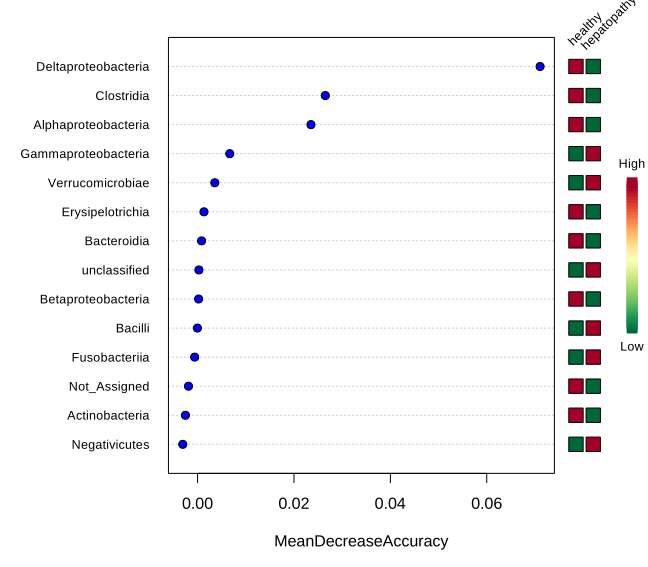 healthy
hepatopathy
Deltaproteobacteria
Clostridia
Alphaproteobacteria
Gammaproteobacteria
Verrucomicrobiae
Erysipelotrichia
Bacteroidia
unclassified
Betaproteobacteria
Bacilli
Fusobacteriia
Not_Assigned
Actinobacteria
Negativicutes
High
Low
0.00 0.02 0.04 0.06
MeanDecreaseAccuracy